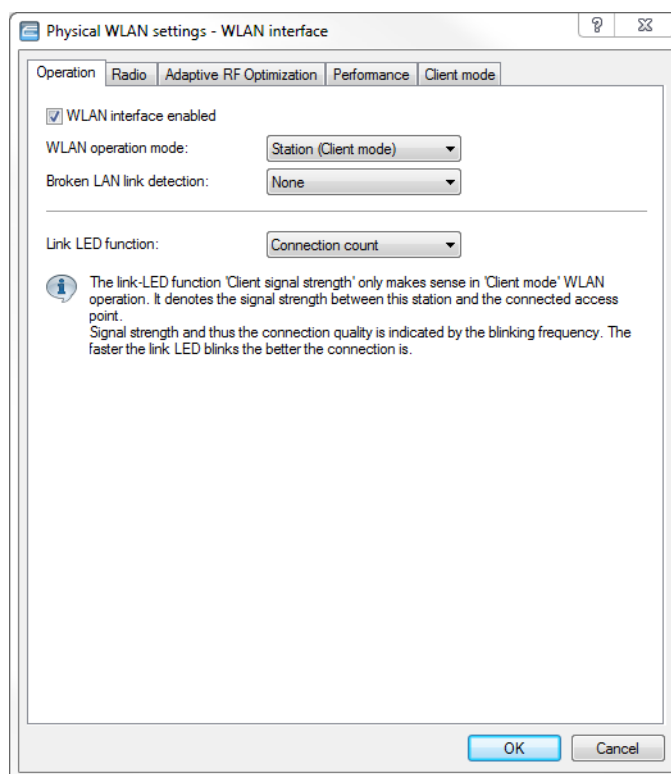 Physical WLAN settings - WLAN interface
Operation Radio Adaptive RF Optimization Performance Client mode
WLAN interface enabled
WLAN operation mode: Station (Client mode)
Broken LAN link detection: None
Link LED function: Connection count
The link-LED function 'Client signal strength' only makes sense in 'Client mode' WLAN
operation. It denotes the signal strength between this station and the connected access
point.
Signal strength and thus the connection quality is indicated by the blinking frequency. The
faster the link LED blinks the better the connection is.
OK Cancel